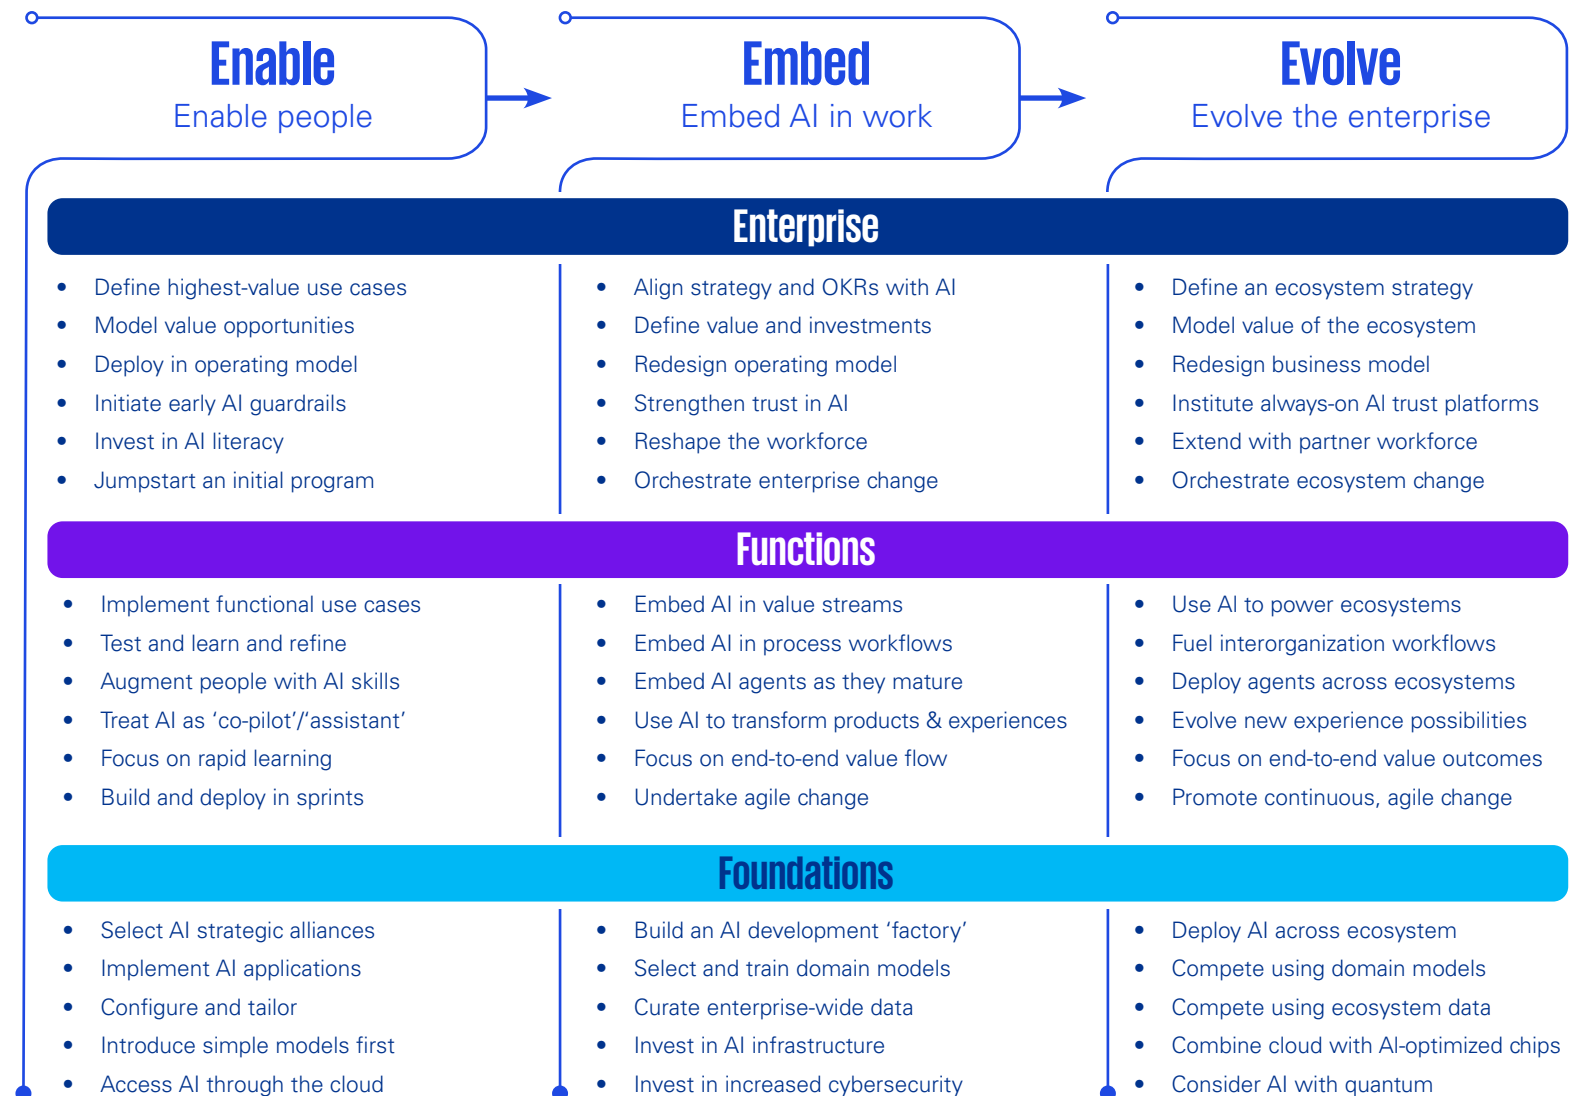 Enable
Enable people
Embed
Embed AI in work
Evolve
Evolve the enterprise
Enterprise
• Define highest-value use cases
• Model value opportunities
• Deploy in operating model
• Initiate early AI guardrails
• Invest in AI literacy
• Jumpstart an initial program
• Align strategy and OKRs with AI
• Define value and investments
• Redesign operating model
• Strengthen trust in AI
• Reshape the workforce
• Orchestrate enterprise change
• Define an ecosystem strategy
• Model value of the ecosystem
• Redesign business model
• Institute always-on AI trust platforms
• Extend with partner workforce
• Orchestrate ecosystem change
Functions
• Implement functional use cases
• Test and learn and refine
• Augment people with AI skills
• Treat AI as ‘co-pilot’/‘assistant’
• Focus on rapid learning
• Build and deploy in sprints
• Embed AI in value streams
• Embed AI in process workflows
• Embed AI agents as they mature
• Use AI to transform products & experiences
• Focus on end-to-end value flow
• Undertake agile change
• Use AI to power ecosystems
• Fuel interorganization workflows
• Deploy agents across ecosystems
• Evolve new experience possibilities
• Focus on end-to-end value outcomes
• Promote continuous, agile change
Foundations
• Select AI strategic alliances
• Implement AI applications
• Configure and tailor
• Introduce simple models first
• Access AI through the cloud
• Build an AI development ‘factory’
• Select and train domain models
• Curate enterprise-wide data
• Invest in AI infrastructure
• Invest in increased cybersecurity
• Deploy AI across ecosystem
• Compete using domain models
• Compete using ecosystem data
• Combine cloud with AI-optimized chips
• Consider AI with quantum